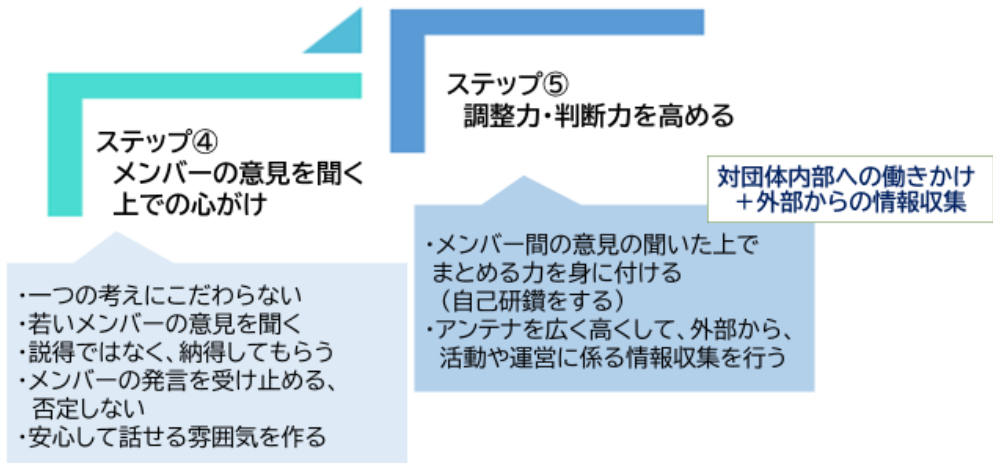 ステップ④
メンバーの意見を聞く
上での心がけ
・一つの考えにこだわらない
・若いメンバーの意見を聞く
・説得ではなく、納得してもらう
・メンバーの発言を受け止める、
否定しない
・安心して話せる雰囲気を作る
ステップ⑤
調整力・判断力を高める
対団体内部への働きかけ
＋外部からの情報収集
・メンバー間の意見の聞いた上で
まとめる力を身に付ける
（自己研鑽をする）
・アンテナを広く高くして、外部から、
活動や運営に係る情報収集を行う